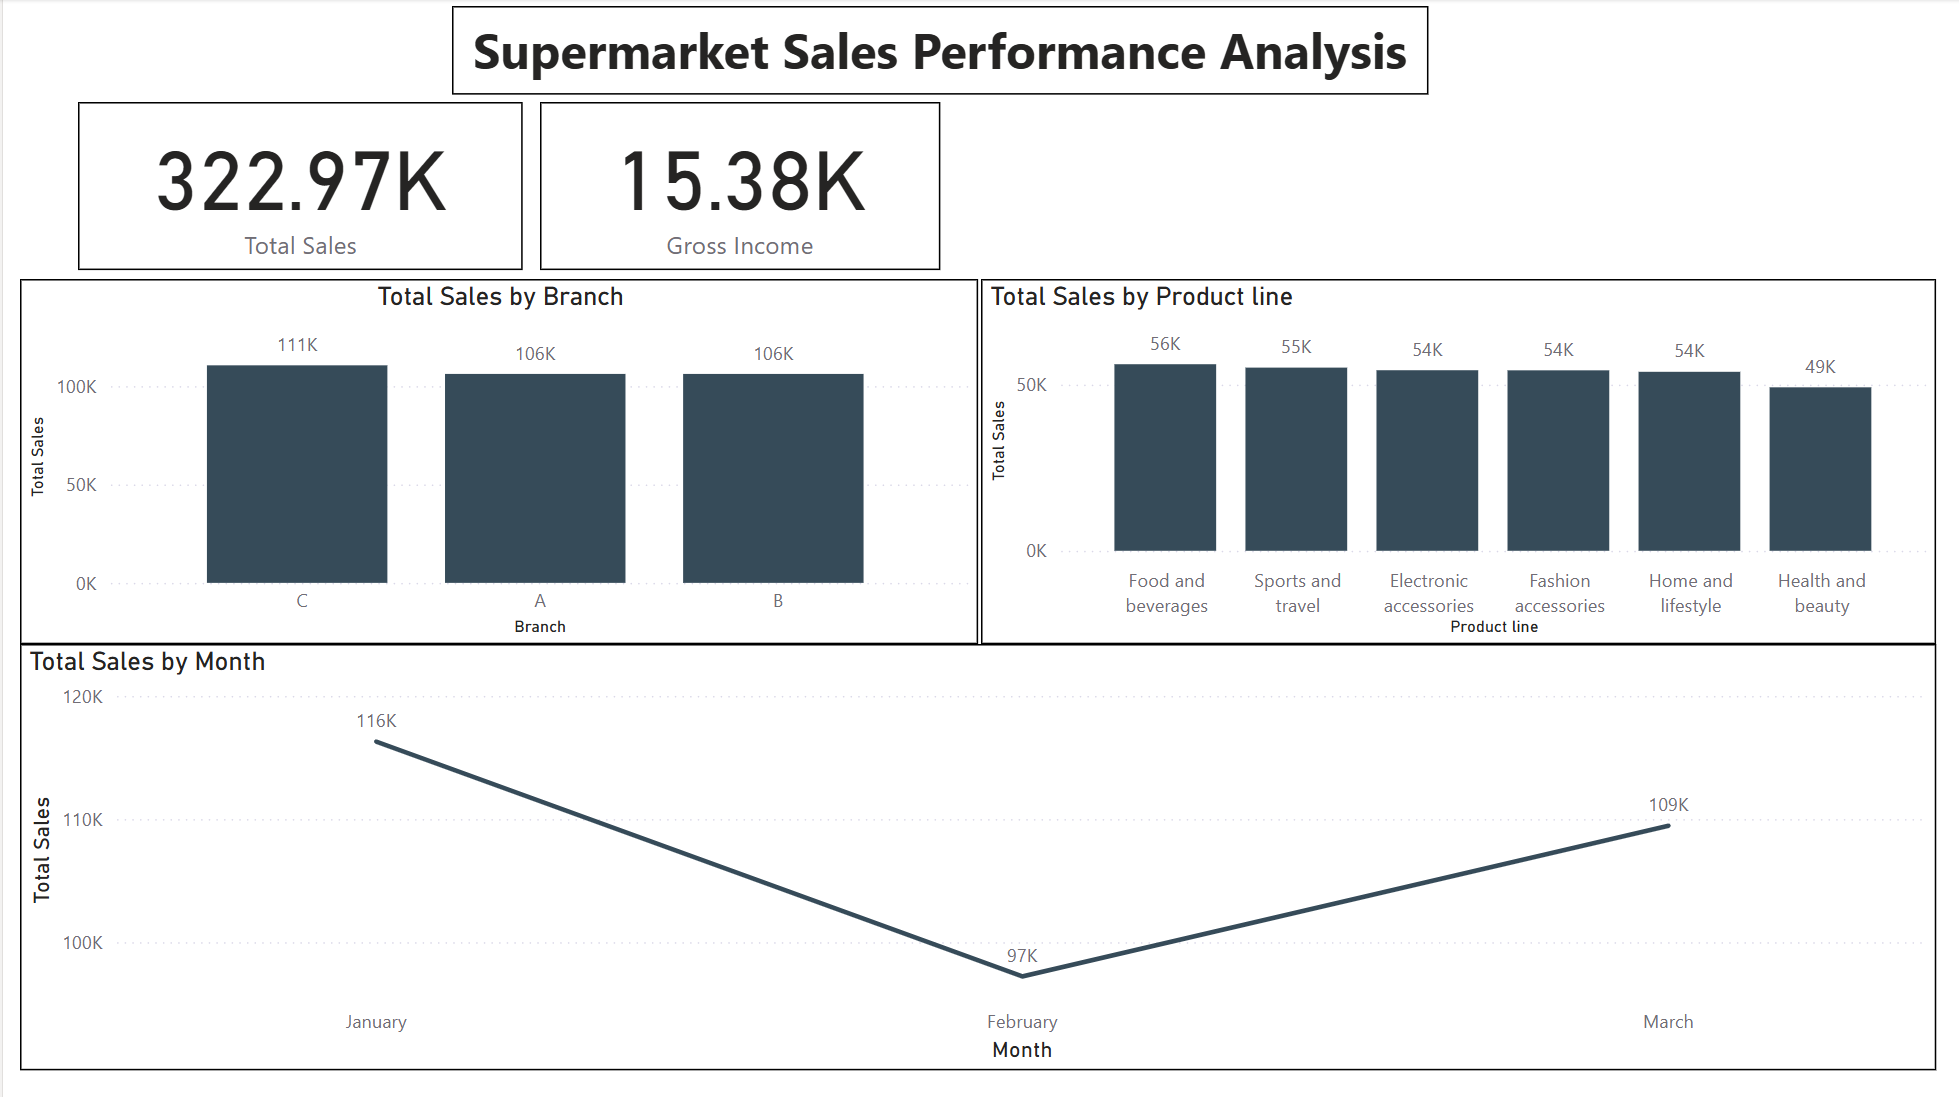 Supermarket Sales Performance Analysis
322.97K
Total Sales
15.38K
Gross Income
Total Sales by Branch
Total Sales
100K
50K
0K
111K
106K
106K
C
A
B
Branch
Total Sales by Product line
Total Sales
50K
0K
56K
55K
54K
54K
54K
49K
Food and
beverages
Sports and
travel
Electronic
accessories
Fashion
accessories
Home and
lifestyle
Health and
beauty
Product line
Total Sales by Month
Total Sales
120K
110K
100K
116K
97K
109K
January
February
March
Month